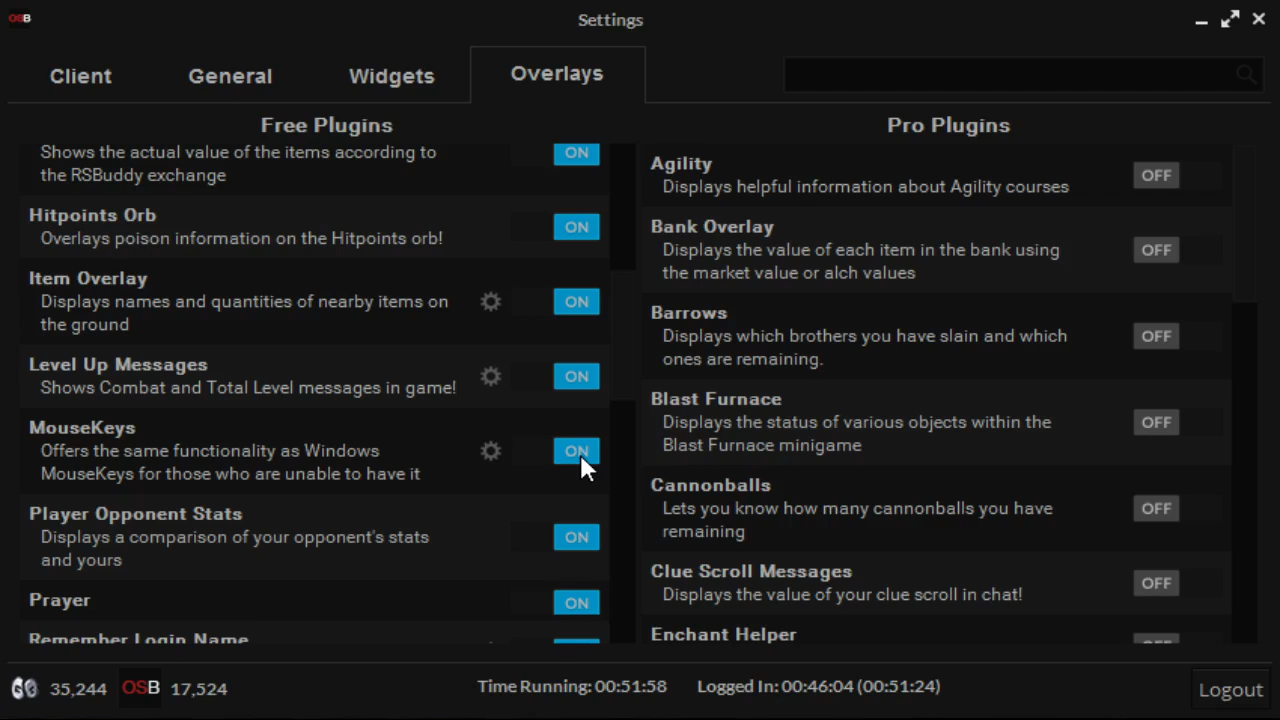 OSB
Settings
Client
General
Widgets
Overlays
Free Plugins
Shows the actual value of the items according to
the RSBuddy exchange
ON
Hitpoints Orb
Overlays poison information on the Hitpoints orb!
ON
Item Overlay
Displays names and quantities of nearby items on
the ground
ON
Level Up Messages
Shows Combat and Total Level messages in game!
ON
MouseKeys
Offers the same functionality as Windows
MouseKeys for those who are unable to have it
ON
Player Opponent Stats
Displays a comparison of your opponent's stats
and yours
ON
Prayer
ON
Remember Login Name
Pro Plugins
Agility
Displays helpful information about Agility courses
OFF
Bank Overlay
Displays the value of each item in the bank using
the market value or alch values
OFF
Barrows
Displays which brothers you have slain and which
ones are remaining.
OFF
Blast Furnace
Displays the status of various objects within the
Blast Furnace minigame
OFF
Cannonballs
Lets you know how many cannonballs you have
remaining
OFF
Clue Scroll Messages
Displays the value of your clue scroll in chat!
OFF
Enchant Helper
OFF
35,244
OSB 17,524
Time Running: 00:51:58
Logged In: 00:46:04 (00:51:24)
Logout